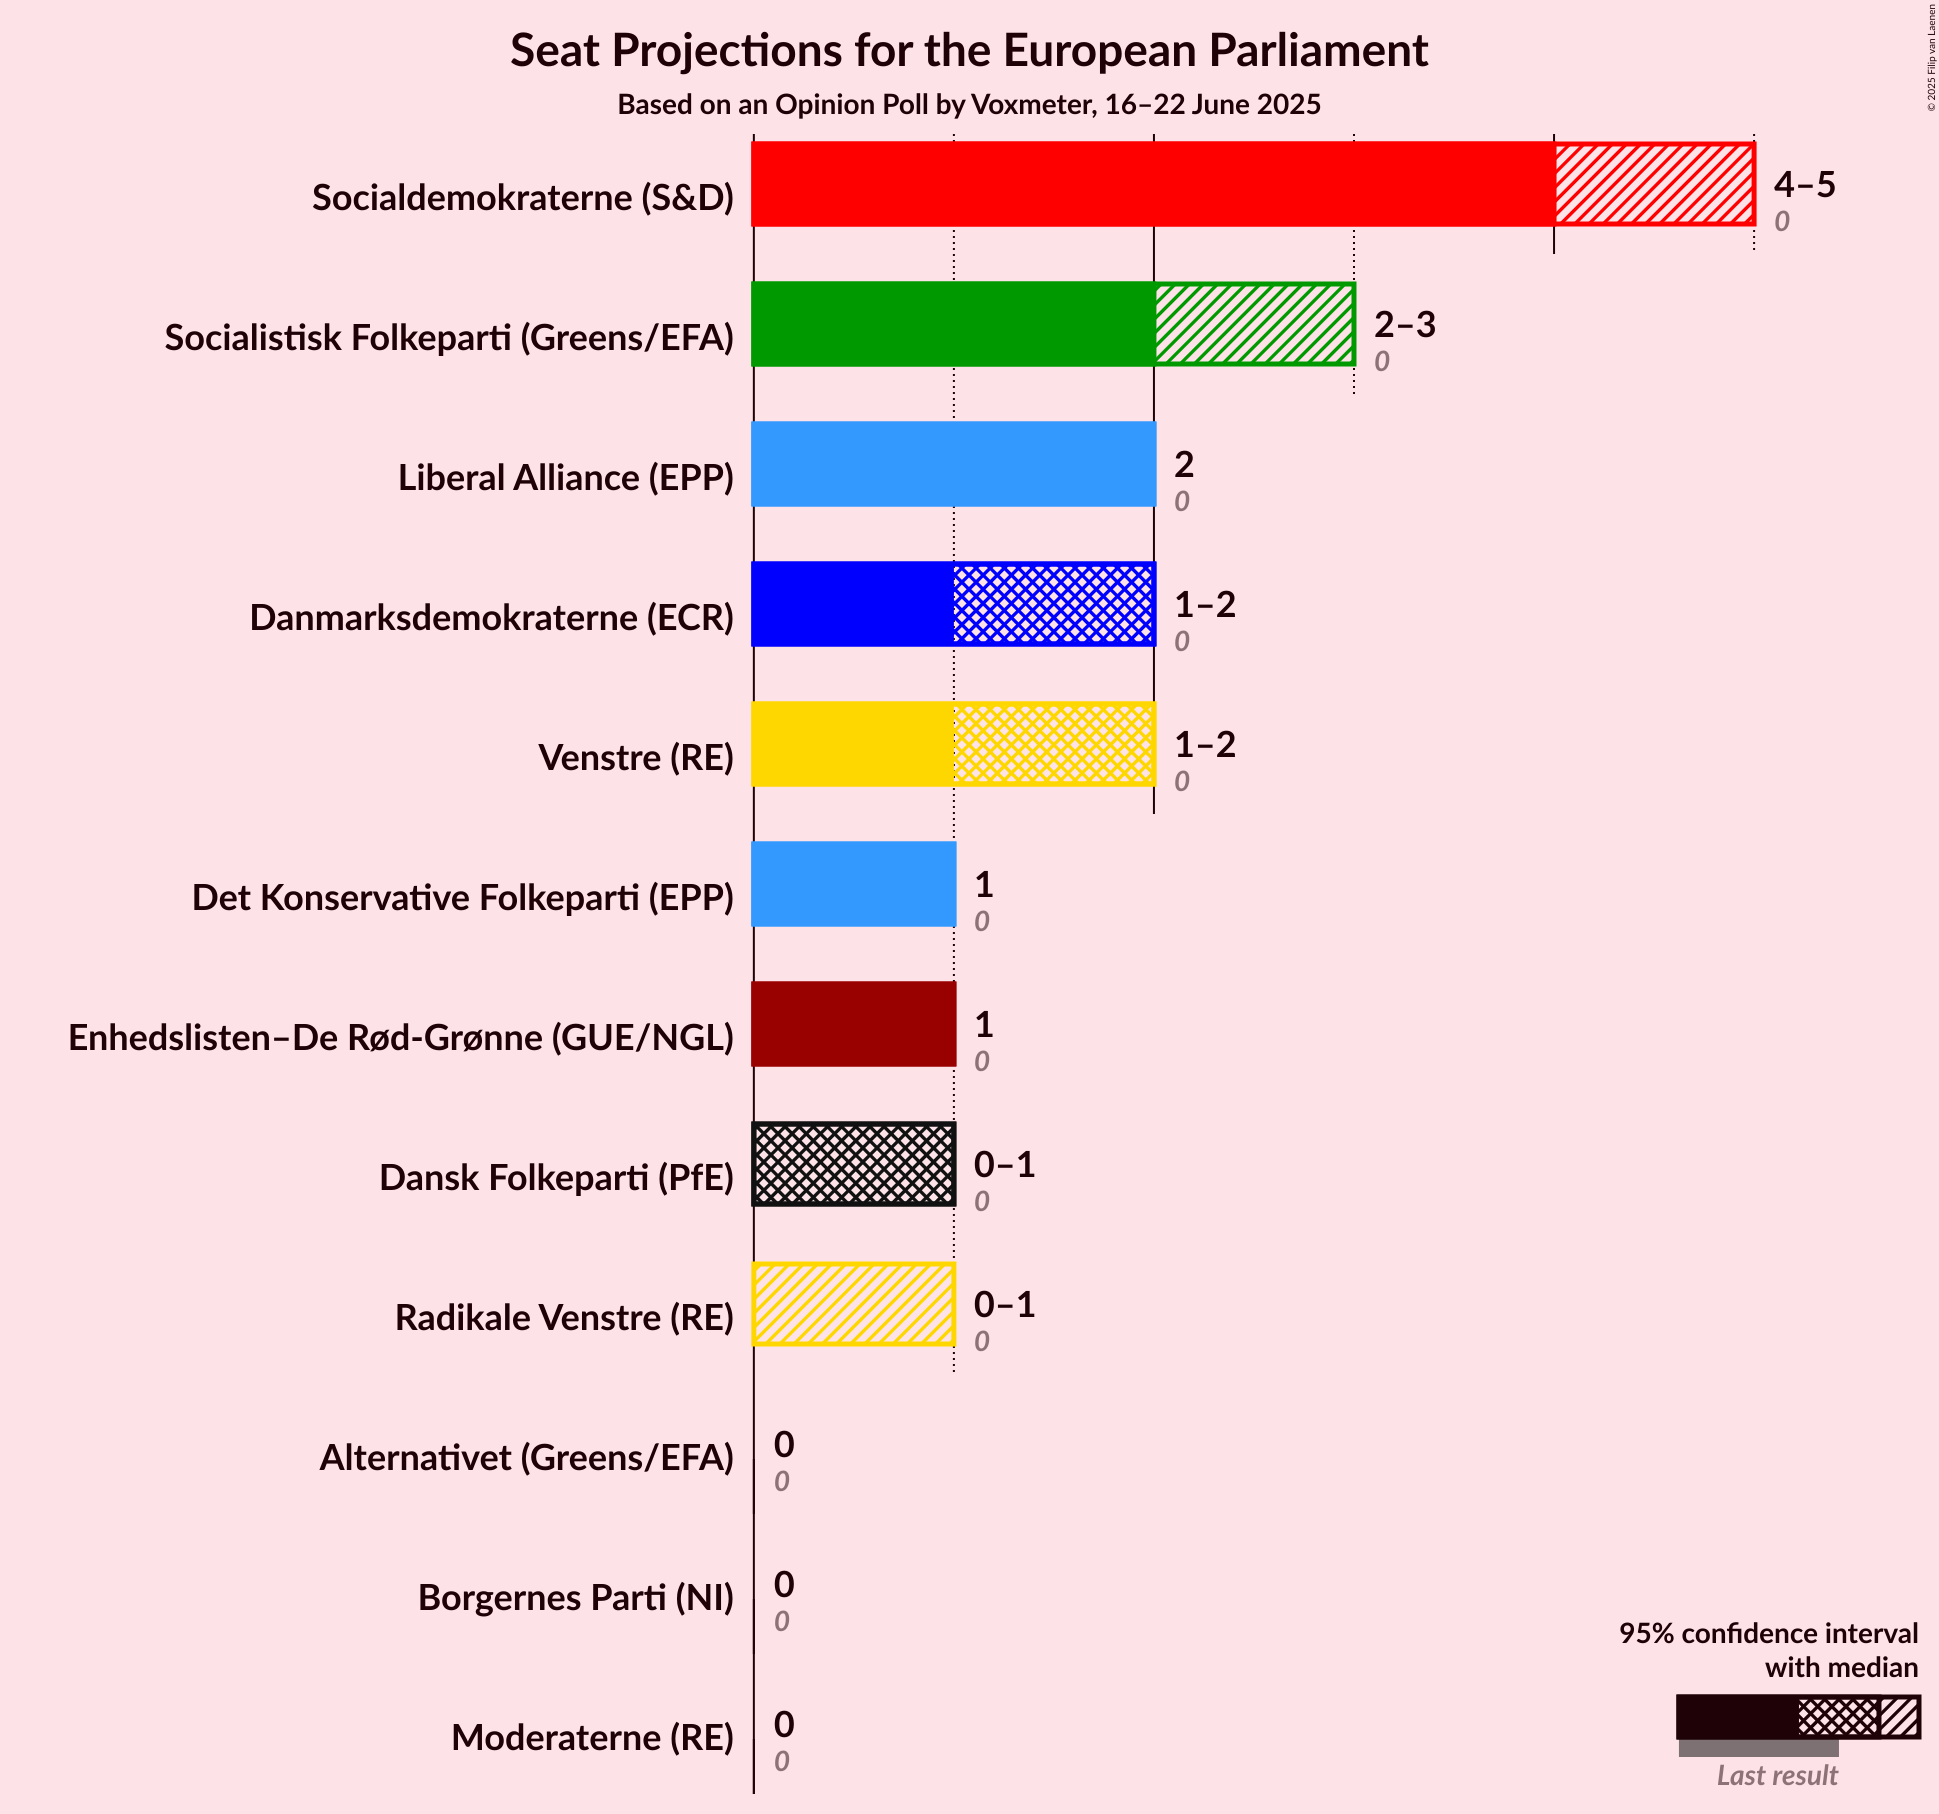 Seat Projections for the European Parliament
Based on an Opinion Poll by Voxmeter, 16–22 June 2025
© 2025 Filip van Laenen
Socialdemokraterne (S&D)
4–5
0
Socialistisk Folkeparti (Greens/EFA)
2–3
0
Liberal Alliance (EPP)
2
0
Danmarksdemokraterne (ECR)
1–2
0
Venstre (RE)
1–2
0
Det Konservative Folkeparti (EPP)
1
0
Enhedslisten–De Rød-Grønne (GUE/NGL)
1
0
Dansk Folkeparti (PfE)
0–1
0
Radikale Venstre (RE)
0–1
0
Alternativet (Greens/EFA)
0
0
Borgernes Parti (NI)
0
0
Moderaterne (RE)
0
0
95% confidence interval
with median
Last result